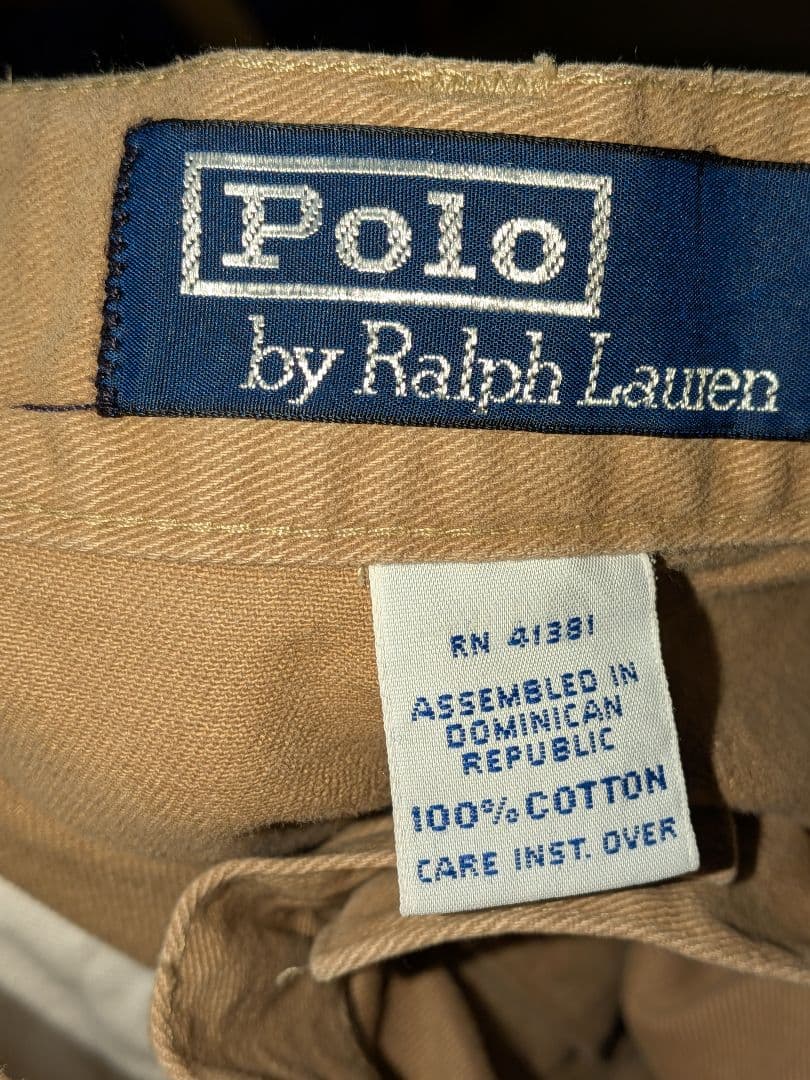 Polo
by Ralph Lauren
RN 41381
ASSEMBLED IN
DOMINICAN
REPUBLIC
100% COTTON
CARE INST. OVER